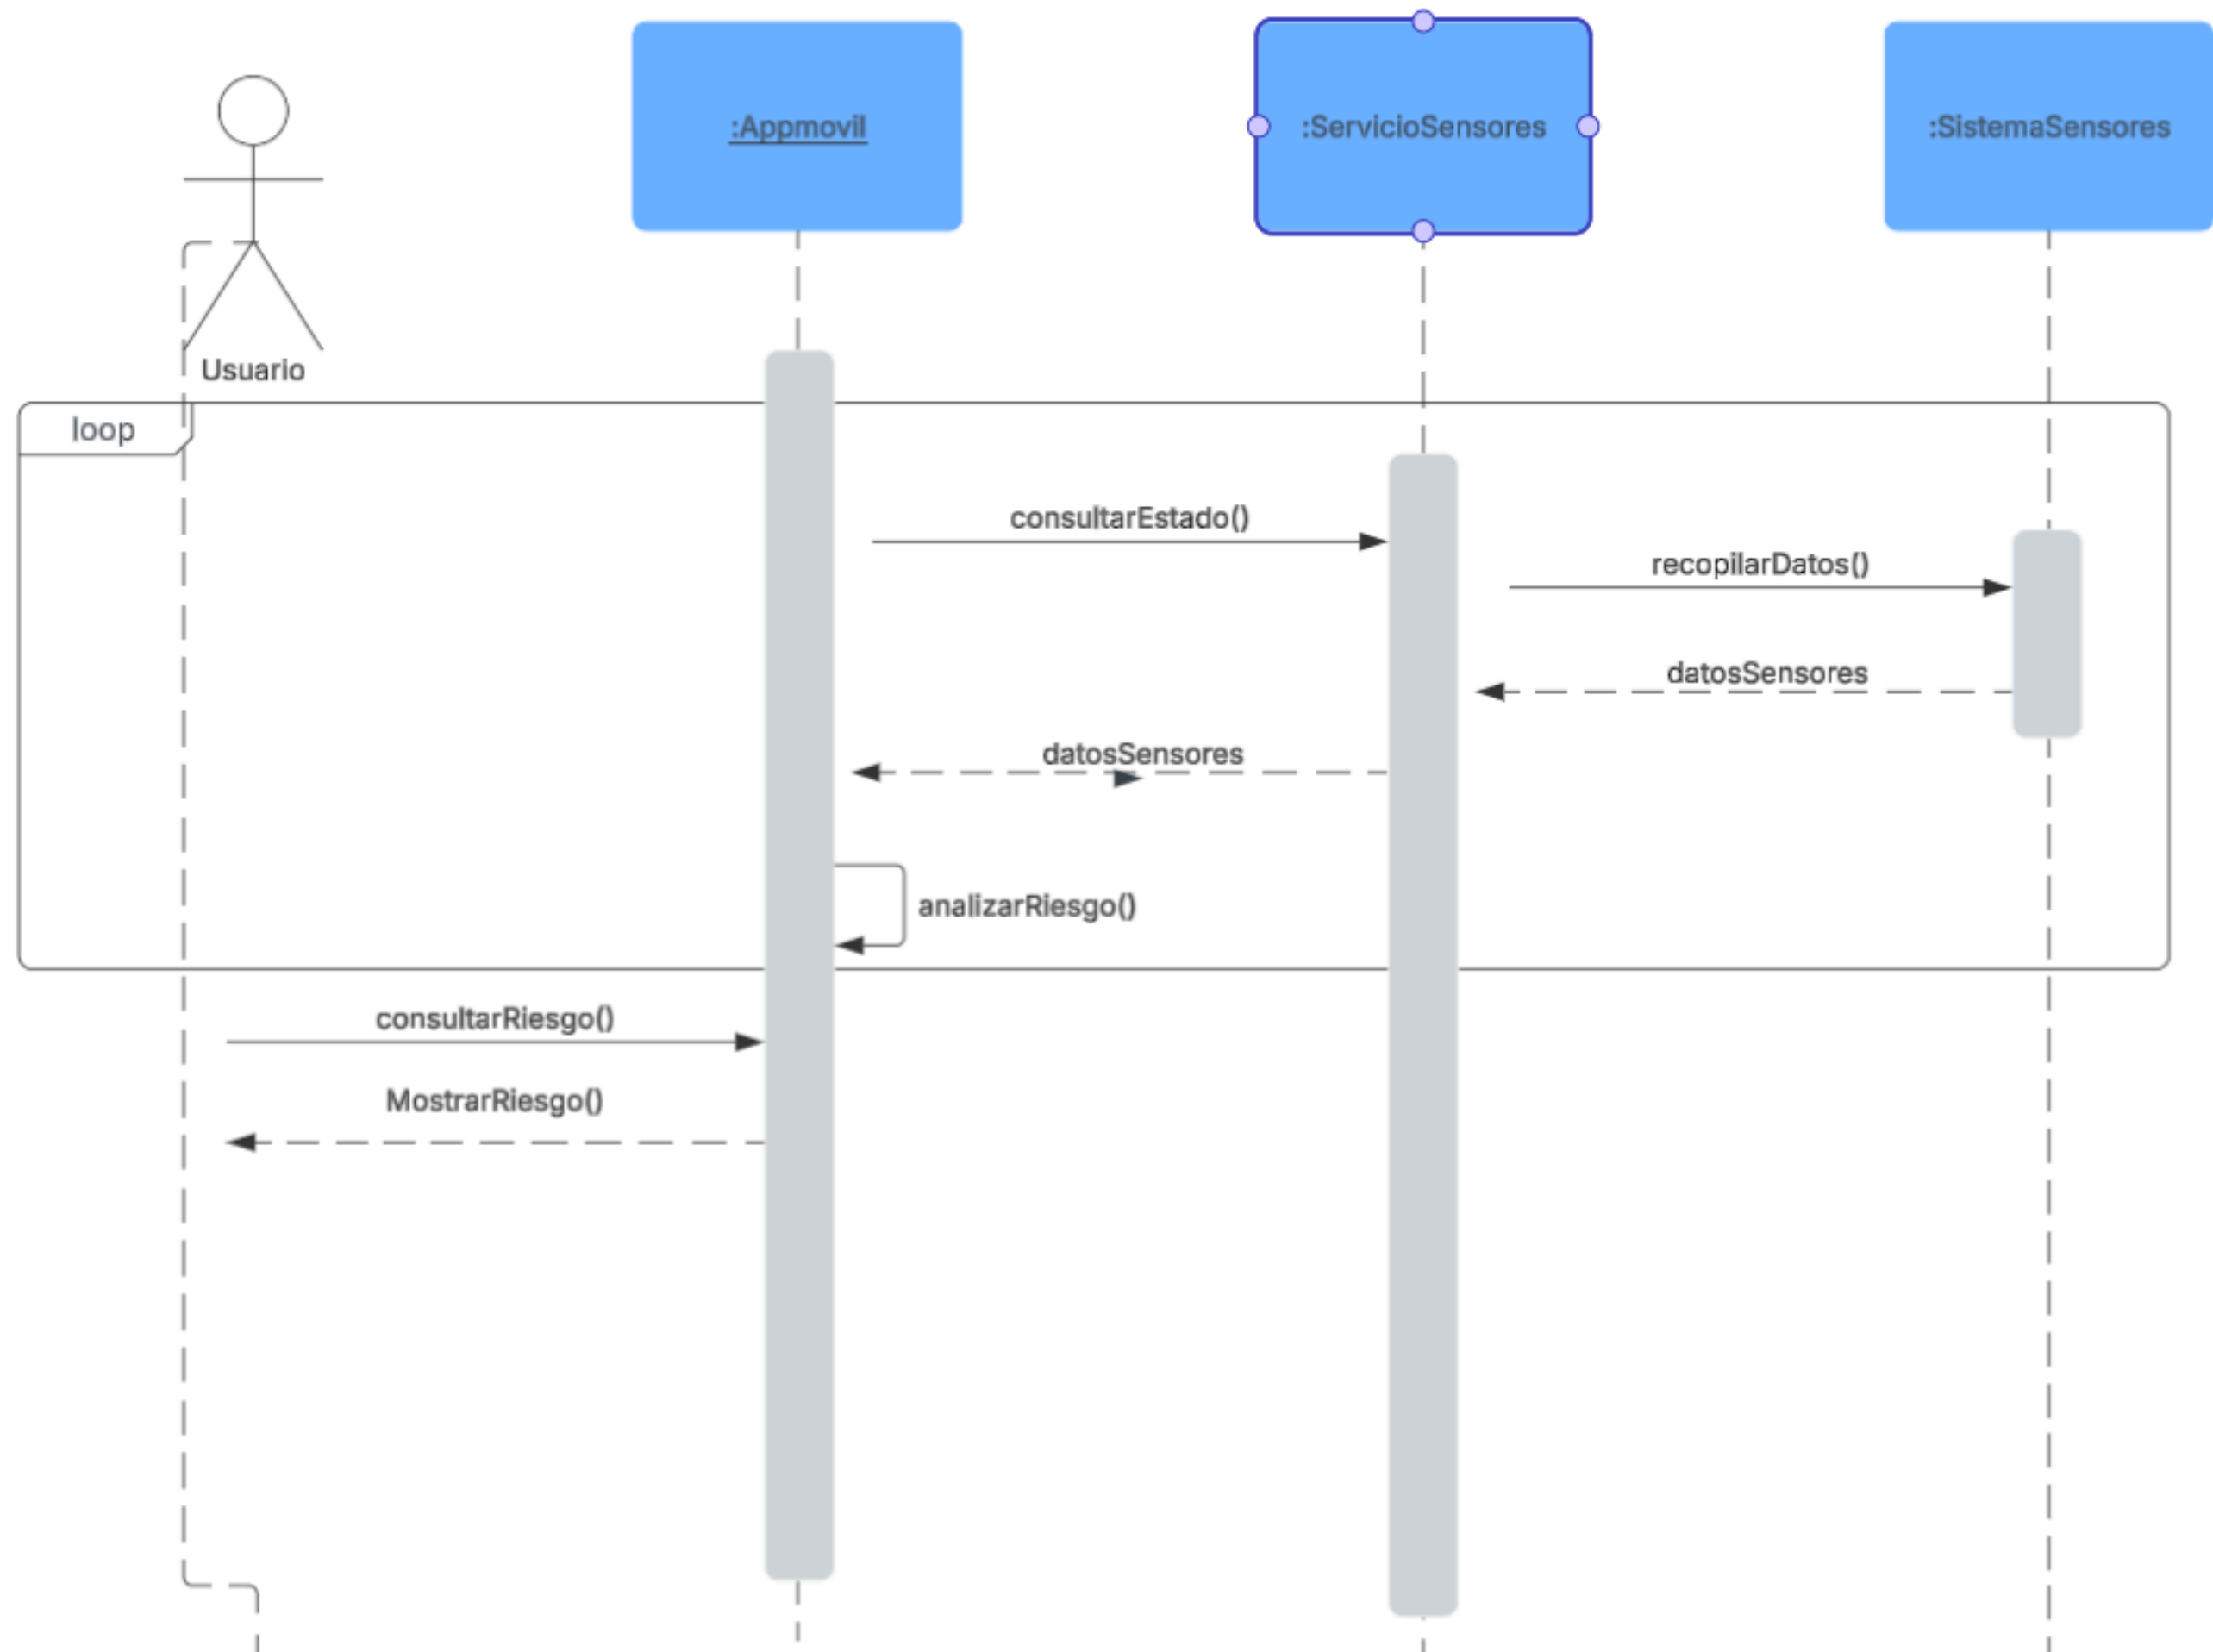 :Appmovil
:ServicioSensores
:SistemaSensores
Usuario
loop
consultarEstado()
recopilarDatos()
datosSensores
datosSensores
analizarRiesgo()
consultarRiesgo()
MostrarRiesgo()